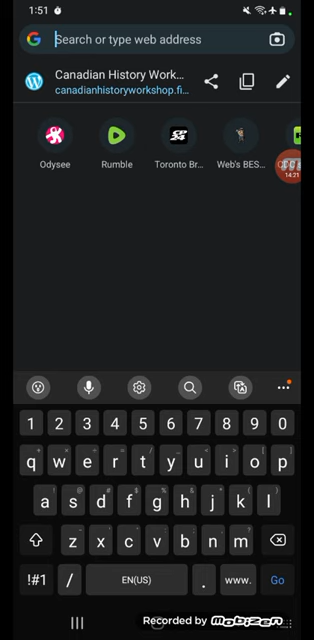 1:51
Search or type web address
Canadian History Work...
canadianhistoryworkshop.fi...
Odysee
Rumble
Toronto Br...
Web's BES...
14:21
1 2 3 4 5 6 7 8 9 0
q w e r t y u i o p
a s d f g h j k l
z x c v b n m
!#1 / EN(US) . www. Go
Recorded by Mobizen